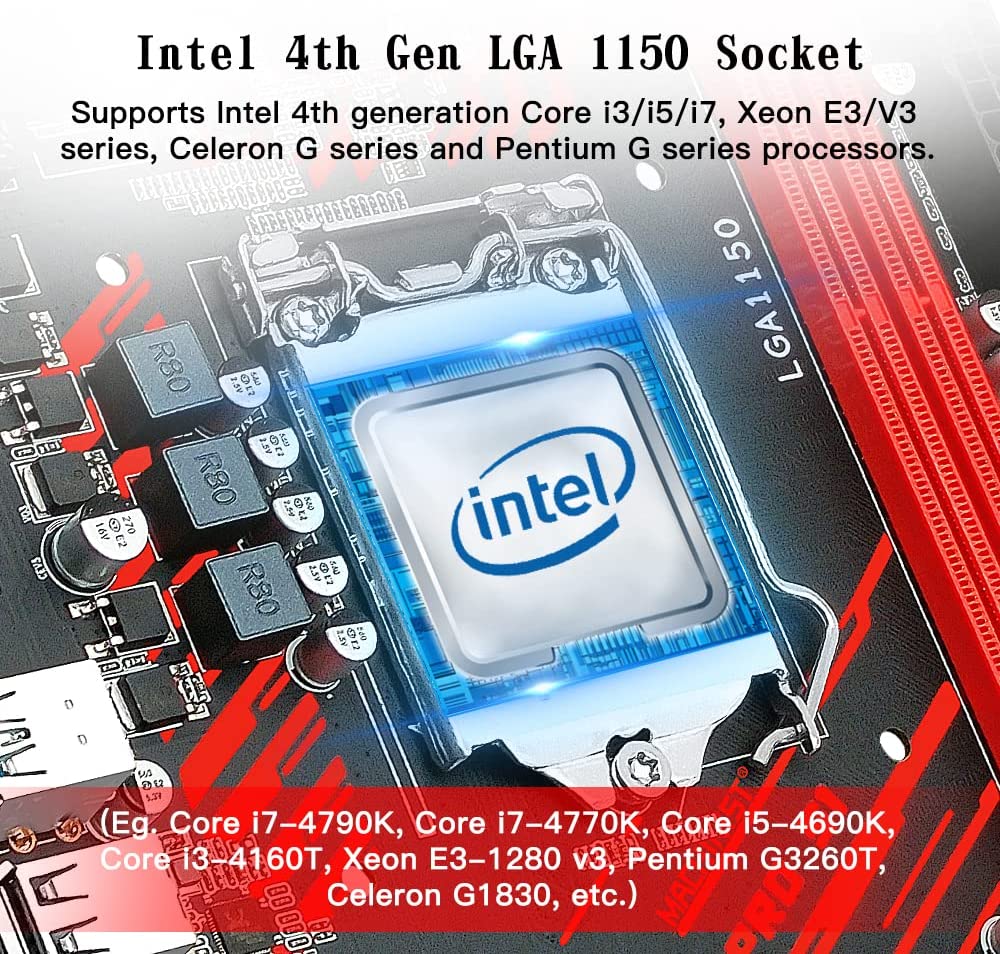 Intel 4th Gen LGA 1150 Socket
Supports Intel 4th generation Core i3/i5/i7, Xeon E3/V3
series, Celeron G series and Pentium G series processors.
LGA1150
R80
R80
R80
270
16V
intel
(Eg. Core i7-4790K, Core i7-4770K, Core i5-4690K,
Core i3-4160T, Xeon E3-1280 v3, Pentium G3260T,
Celeron G1830, etc.)